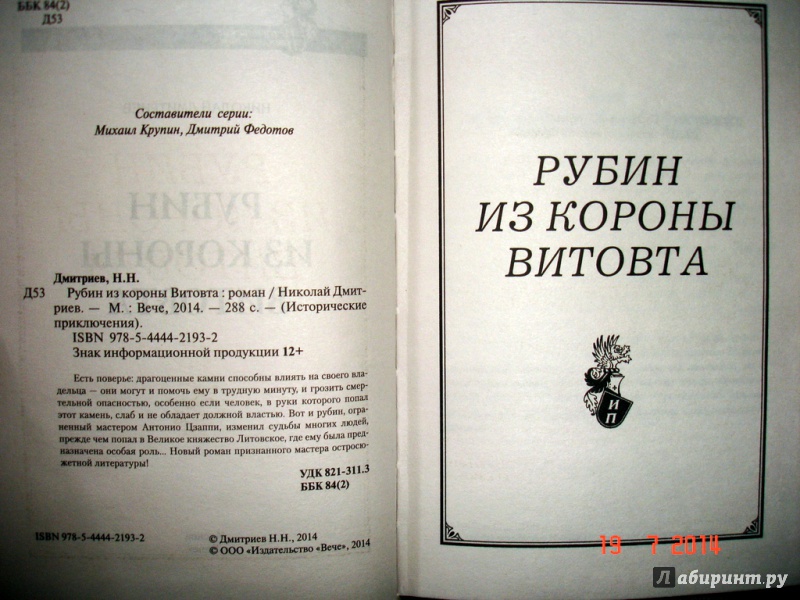 ББК 84(2)
Д53
Составители серии:
Михаил Крупин, Дмитрий Федотов
Дмитриев, Н.Н.
Д53 Рубин из короны Витовта : роман / Николай Дмит-
риев. — М. : Вече, 2014. — 288 с. — (Исторические
приключения).
ISBN 978-5-4444-2193-2
Знак информационной продукции 12+
Есть поверье: драгоценные камни способны влиять на своего вла-
дельца — они могут и помочь ему в трудную минуту, и грозить смер-
тельной опасностью, особенно если человек, в руки которого попал
этот камень, слаб и не обладает должной властью. Вот и рубин, огра-
ненный мастером Антонио Цзаппи, изменил судьбы многих людей,
прежде чем попал в Великое княжество Литовское, где ему была пред-
назначена особая роль... Новый роман признанного мастера остросю-
жетной литературы!
УДК 821-311.3
ББК 84(2)
ISBN 978-5-4444-2193-2
© Дмитриев Н.Н., 2014
© ООО «Издательство «Вече», 2014
РУБИН
ИЗ КОРОНЫ
ВИТОВТА
И
П
19 7 2014
Лабиринт.ру